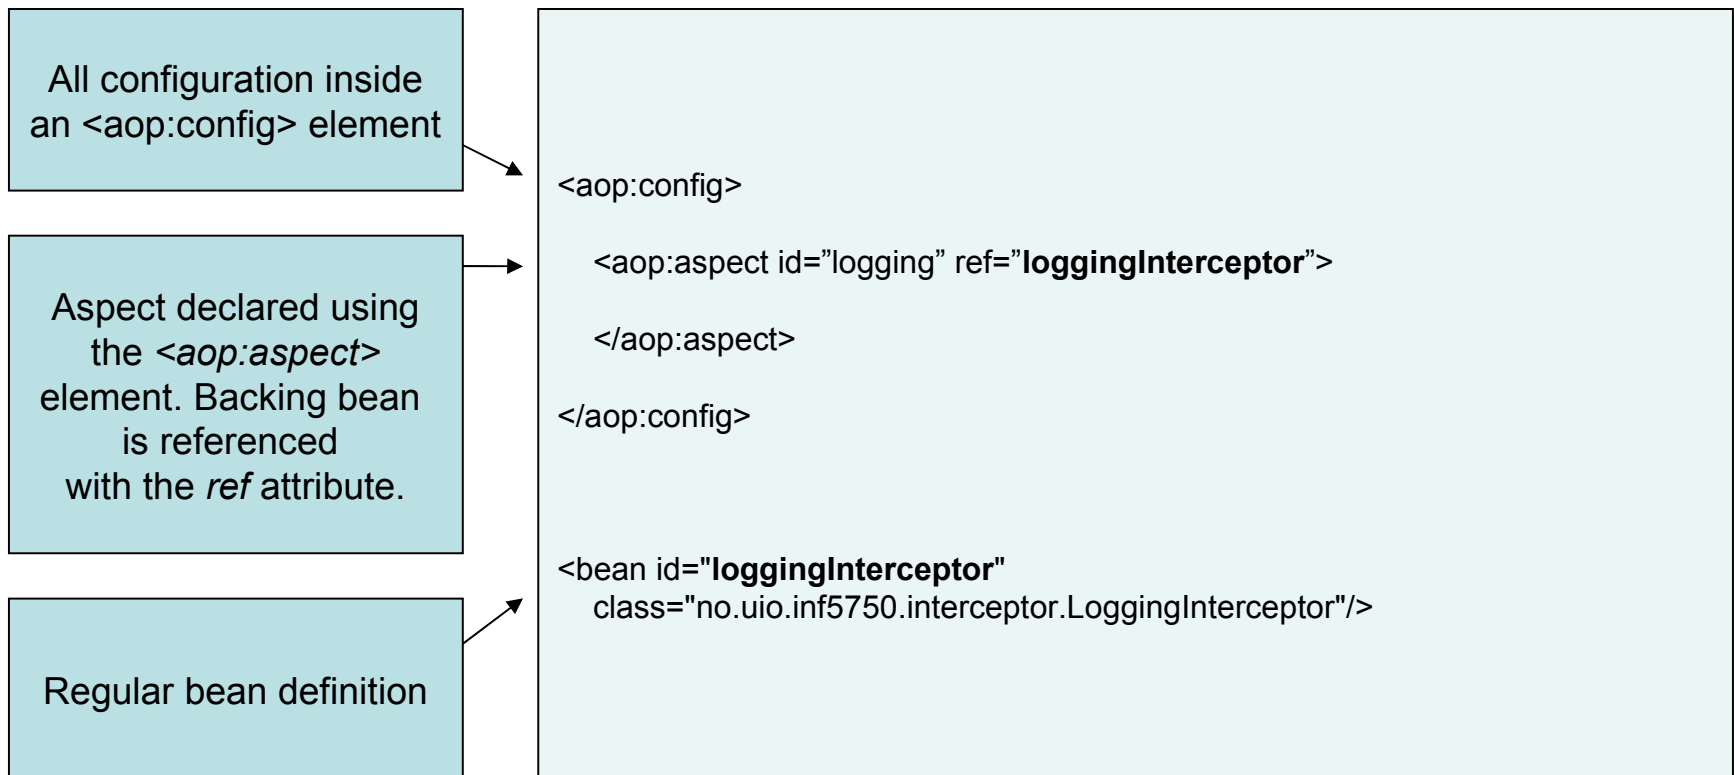 All configuration inside
an <aop:config> element
Aspect declared using
the <aop:aspect>
element. Backing bean
is referenced
with the ref attribute.
Regular bean definition
<aop:config>
<aop:aspect id=”logging” ref=”loggingInterceptor”>
</aop:aspect>
</aop:config>
<bean id="loggingInterceptor"
class="no.uio.inf5750.interceptor.LoggingInterceptor"/>